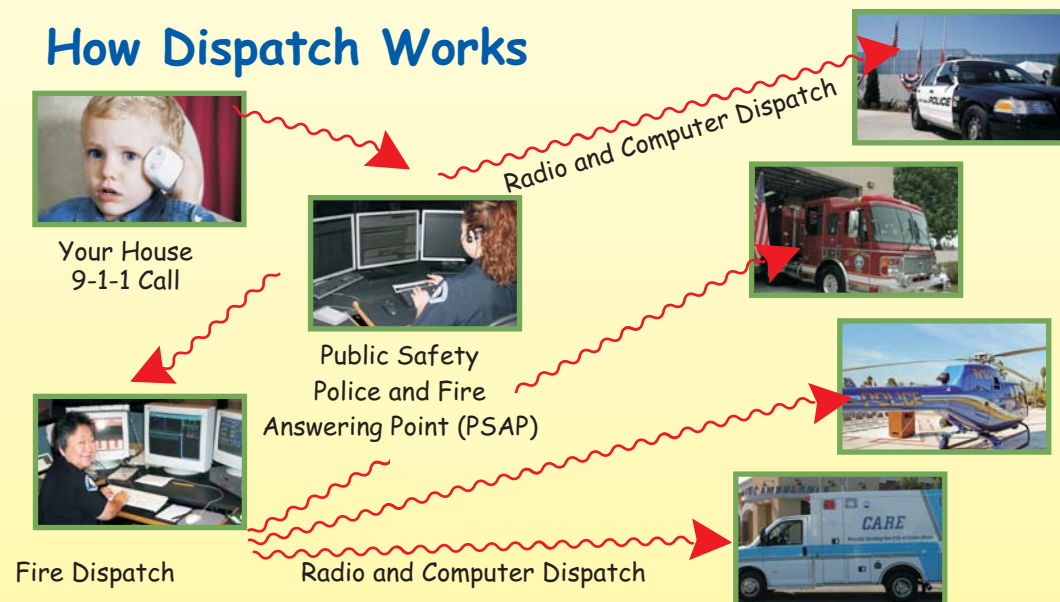 How Dispatch Works
Radio and Computer Dispatch
POLICE
Your House
9-1-1 Call
Public Safety
Police and Fire
Answering Point (PSAP)
POLICE
CARE
Fire Dispatch
Radio and Computer Dispatch